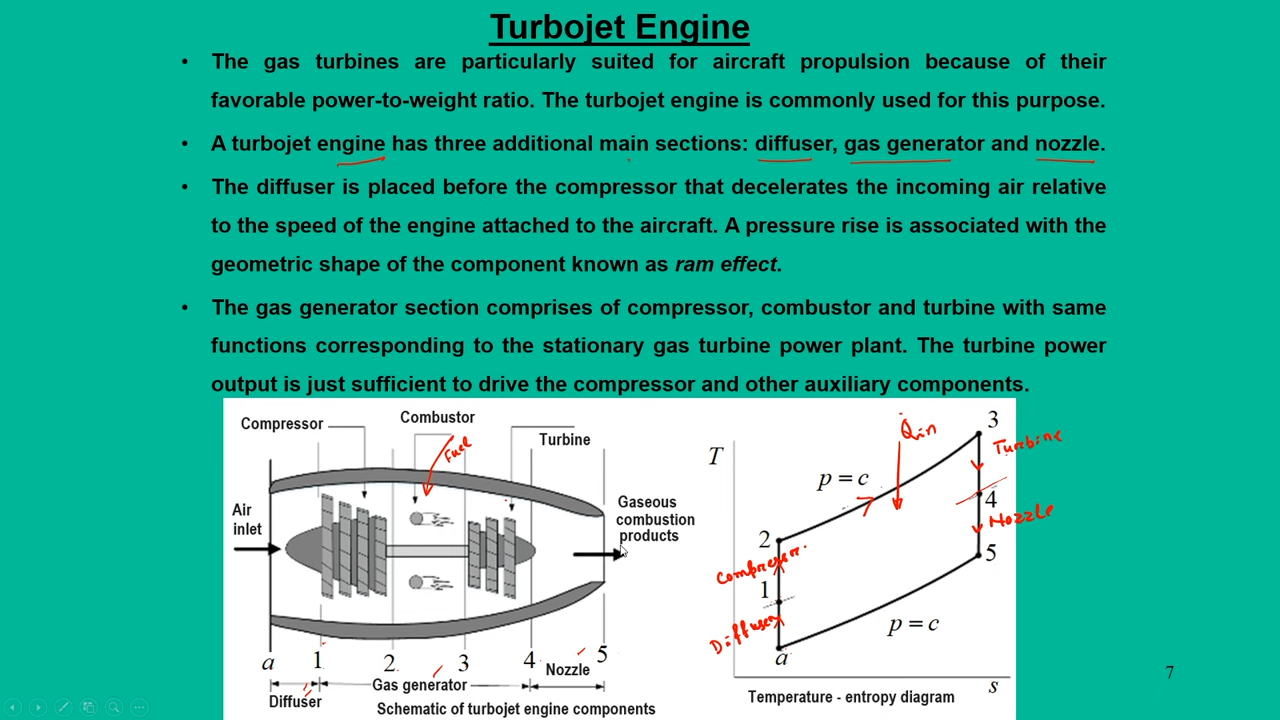 Turbojet Engine
• The gas turbines are particularly suited for aircraft propulsion because of their
favorable power-to-weight ratio. The turbojet engine is commonly used for this purpose.
• A turbojet engine has three additional main sections: diffuser, gas generator and nozzle.
• The diffuser is placed before the compressor that decelerates the incoming air relative
to the speed of the engine attached to the aircraft. A pressure rise is associated with the
geometric shape of the component known as ram effect.
• The gas generator section comprises of compressor, combustor and turbine with same
functions corresponding to the stationary gas turbine power plant. The turbine power
output is just sufficient to drive the compressor and other auxiliary components.
Compressor
Combustor
Turbine
Fuel
Air
inlet
Gaseous
combustion
products
a 1 2 3 4 5
Diffuser
Gas generator
Nozzle
Schematic of turbojet engine components
T
Q̇in
3
Turbine
p = c
4
Nozzle
2
5
Compressor.
1
Diffuser
p = c
a
s
Temperature - entropy diagram
7